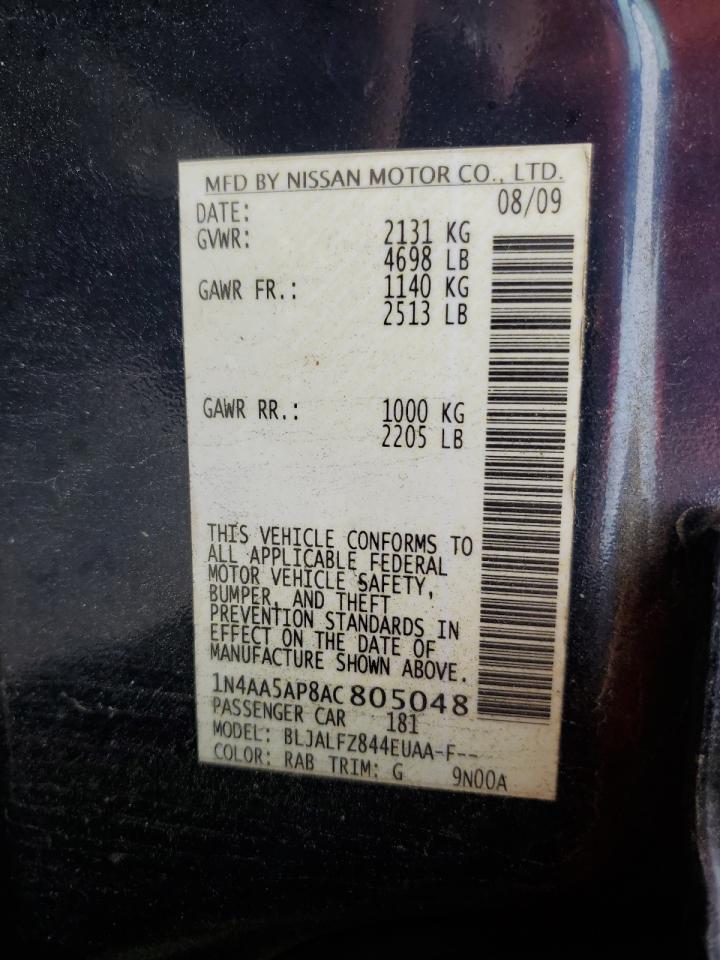 MFD BY NISSAN MOTOR CO., LTD.
DATE: 08/09
GVWR: 2131 KG
4698 LB
GAWR FR.: 1140 KG
2513 LB
GAWR RR.: 1000 KG
2205 LB
THIS VEHICLE CONFORMS TO
ALL APPLICABLE FEDERAL
MOTOR VEHICLE SAFETY,
BUMPER, AND THEFT
PREVENTION STANDARDS IN
EFFECT ON THE DATE OF
MANUFACTURE SHOWN ABOVE.
1N4AA5AP8AC805048
PASSENGER CAR 181
MODEL: BLJALFZ844EUAA-F--
COLOR: RAB TRIM: G 9N00A